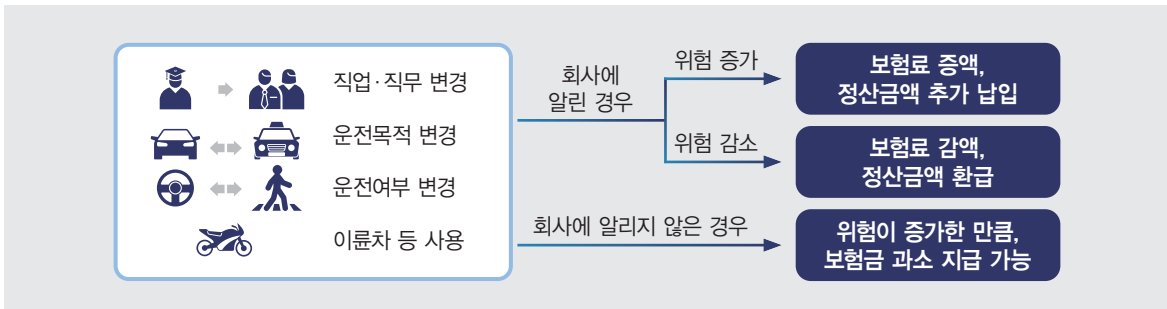 직업·직무 변경
운전목적 변경
운전여부 변경
이륜차 등 사용
회사에
알린 경우
위험 증가
보험료 증액,
정산금액 추가 납입
위험 감소
보험료 감액,
정산금액 환급
회사에 알리지 않은 경우
위험이 증가한 만큼,
보험금 과소 지급 가능